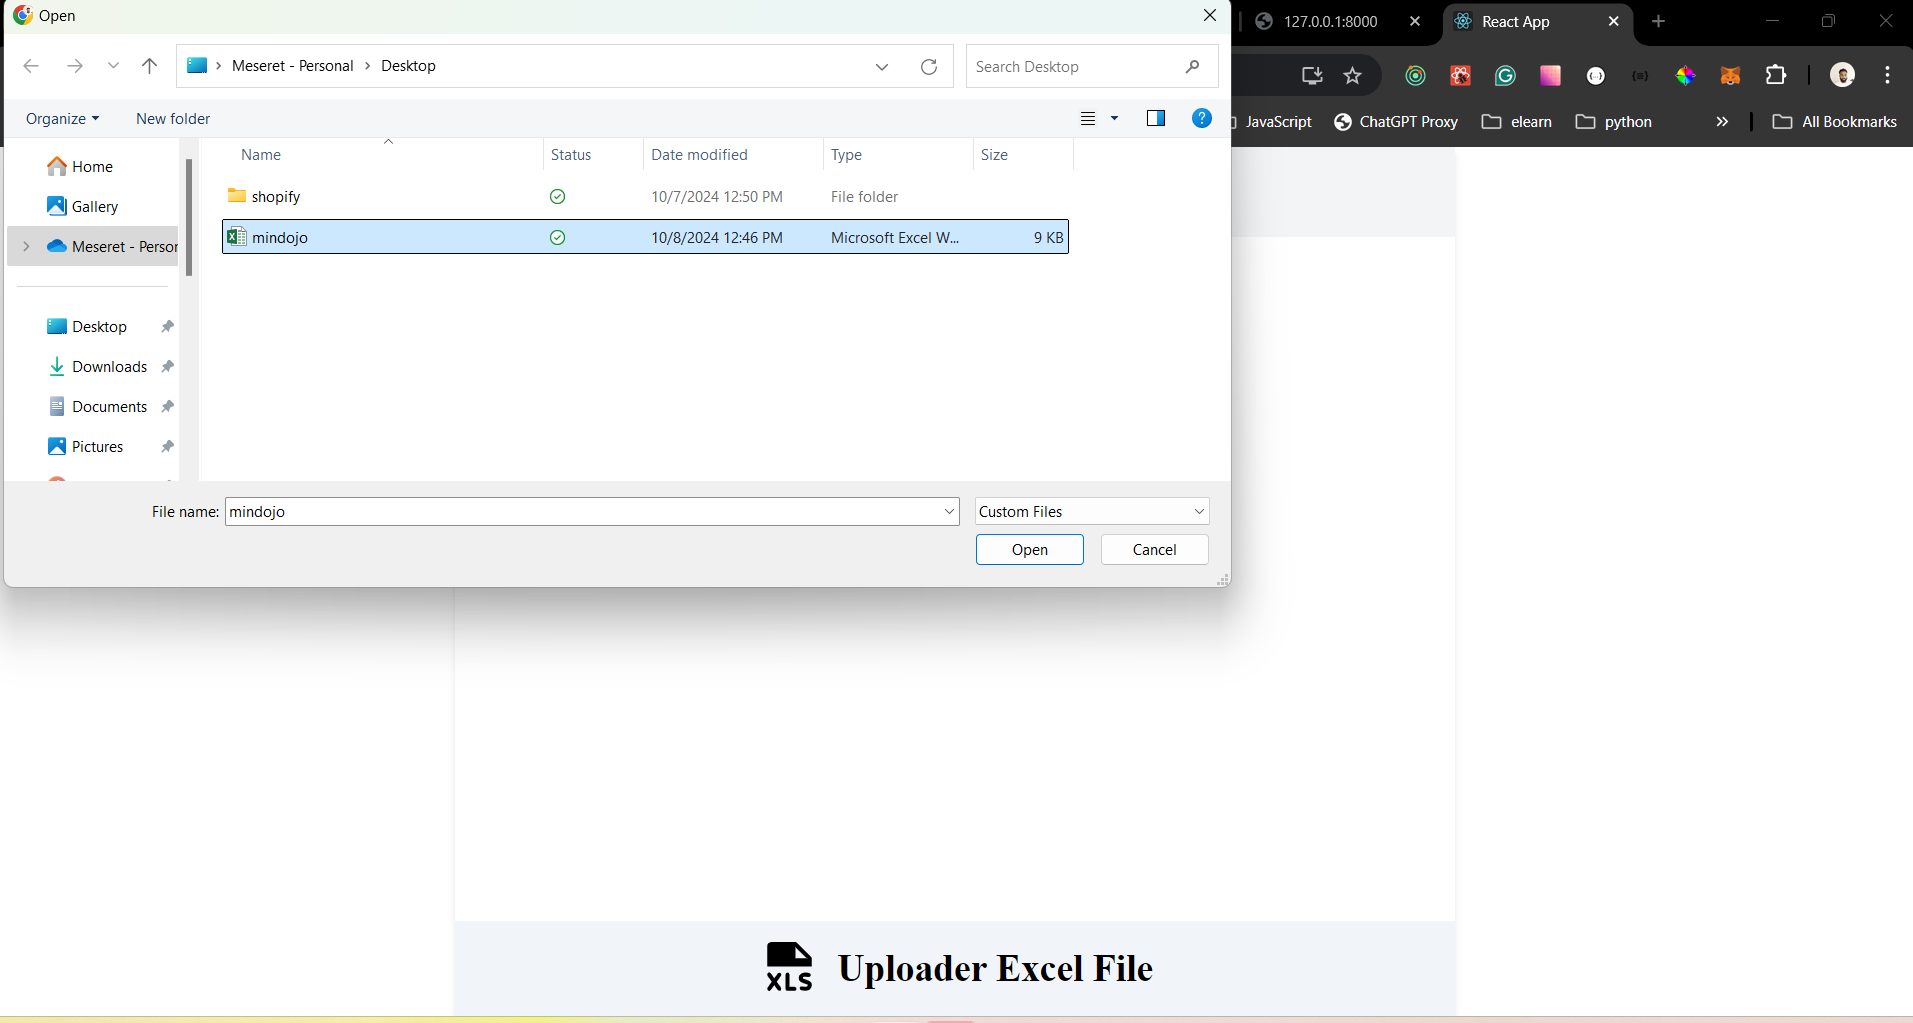 Open
127.0.0.1:8000
React App
Meseret - Personal > Desktop
Search Desktop
Organize
New folder
JavaScript
ChatGPT Proxy
elearn
python
All Bookmarks
Name
Status
Date modified
Type
Size
Home
Gallery
Meseret - Persor
Desktop
Downloads
Documents
Pictures
shopify
10/7/2024 12:50 PM
File folder
mindojo
10/8/2024 12:46 PM
Microsoft Excel W...
9 KB
File name:
mindojo
Custom Files
Open
Cancel
XLS
Uploader Excel File